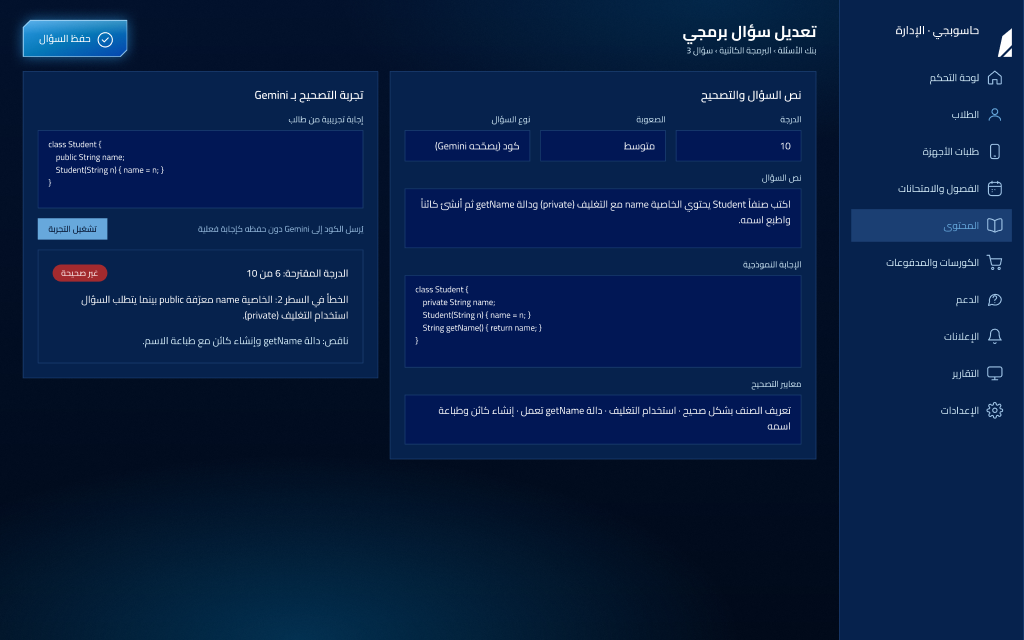 حاسوبجي · الإدارة
لوحة التحكم
الطلاب
طلبات الأجهزة
الفصول والامتحانات
المحتوى
الكورسات والمدفوعات
الدعم
الإعلانات
التقارير
الإعدادات
تعديل سؤال برمجي
بنك الأسئلة › البرمجة الكائنية › سؤال 3
حفظ السؤال
نص السؤال والتصحيح
الدرجة
الصعوبة
نوع السؤال
10
متوسط
كود (يصحّحه Gemini)
نص السؤال
اكتب صنفاً Student يحتوي الخاصية name مع التغليف (private) ودالة getName ثم أنشئ كائناً
واطبع اسمه.
الإجابة النموذجية
class Student {
private String name;
Student(String n) { name = n; }
String getName() { return name; }
}
معايير التصحيح
تعريف الصنف بشكل صحيح · استخدام التغليف · دالة getName تعمل · إنشاء كائن وطباعة
اسمه
تجربة التصحيح بـ Gemini
إجابة تجريبية من طالب
class Student {
public String name;
Student(String n) { name = n; }
}
يُرسل الكود إلى Gemini دون حفظه كإجابة فعلية
تشغيل التجربة
الدرجة المقترحة: 6 من 10
غير صحيحة
الخطأ في السطر 2: الخاصية name معرّفة public بينما يتطلب السؤال
استخدام التغليف (private).
ناقص: دالة getName وإنشاء كائن مع طباعة الاسم.